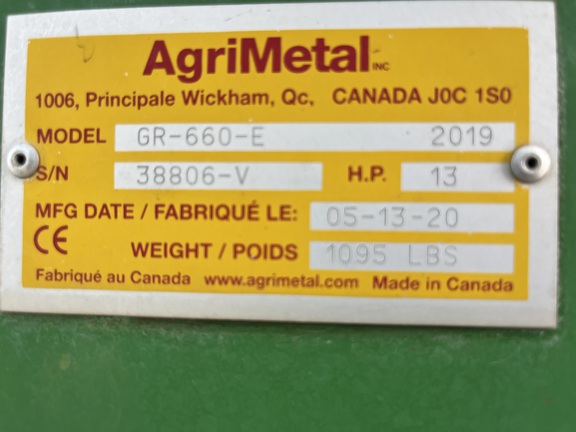 AgriMetal INC
1006, Principale Wickham, Qc, CANADA J0C 1S0
MODEL GR-660-E 2019
S/N 38806-V H.P. 13
MFG DATE / FABRIQUÉ LE: 05-13-20
CE WEIGHT / POIDS 1095 LBS
Fabriqué au Canada www.agrimetal.com Made in Canada